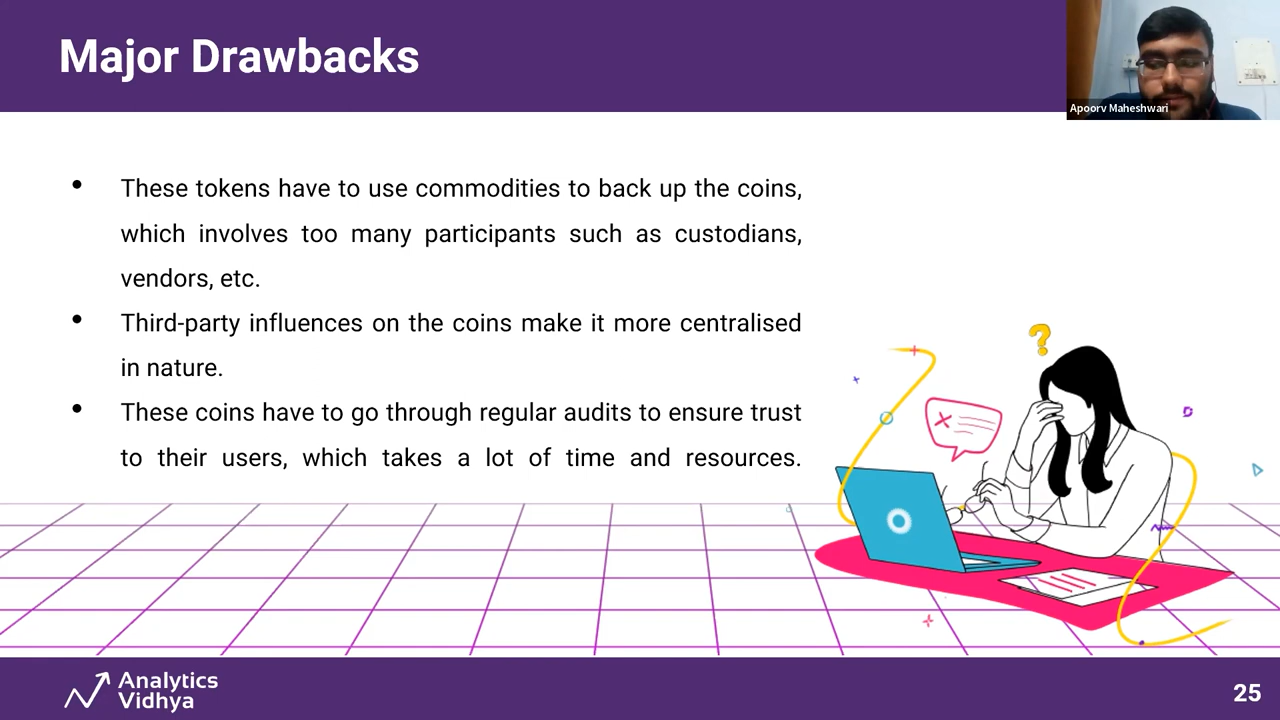 Major Drawbacks
Apoorv Maheshwari
• These tokens have to use commodities to back up the coins,
which involves too many participants such as custodians,
vendors, etc.
• Third-party influences on the coins make it more centralised
in nature.
• These coins have to go through regular audits to ensure trust
to their users, which takes a lot of time and resources.
?
Analytics
Vidhya
25